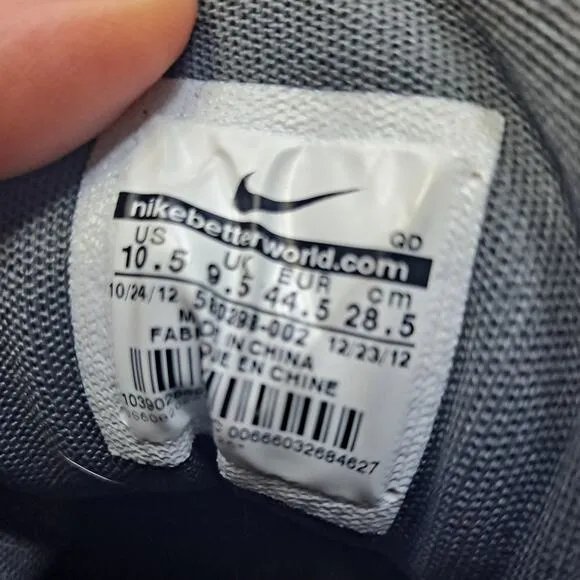 nikebetterworld.com
QD
US UK EUR cm
10.5 9.5 44.5 28.5
10/24/12 12/23/12
IN CHINA
EN CHINE
00666032684627